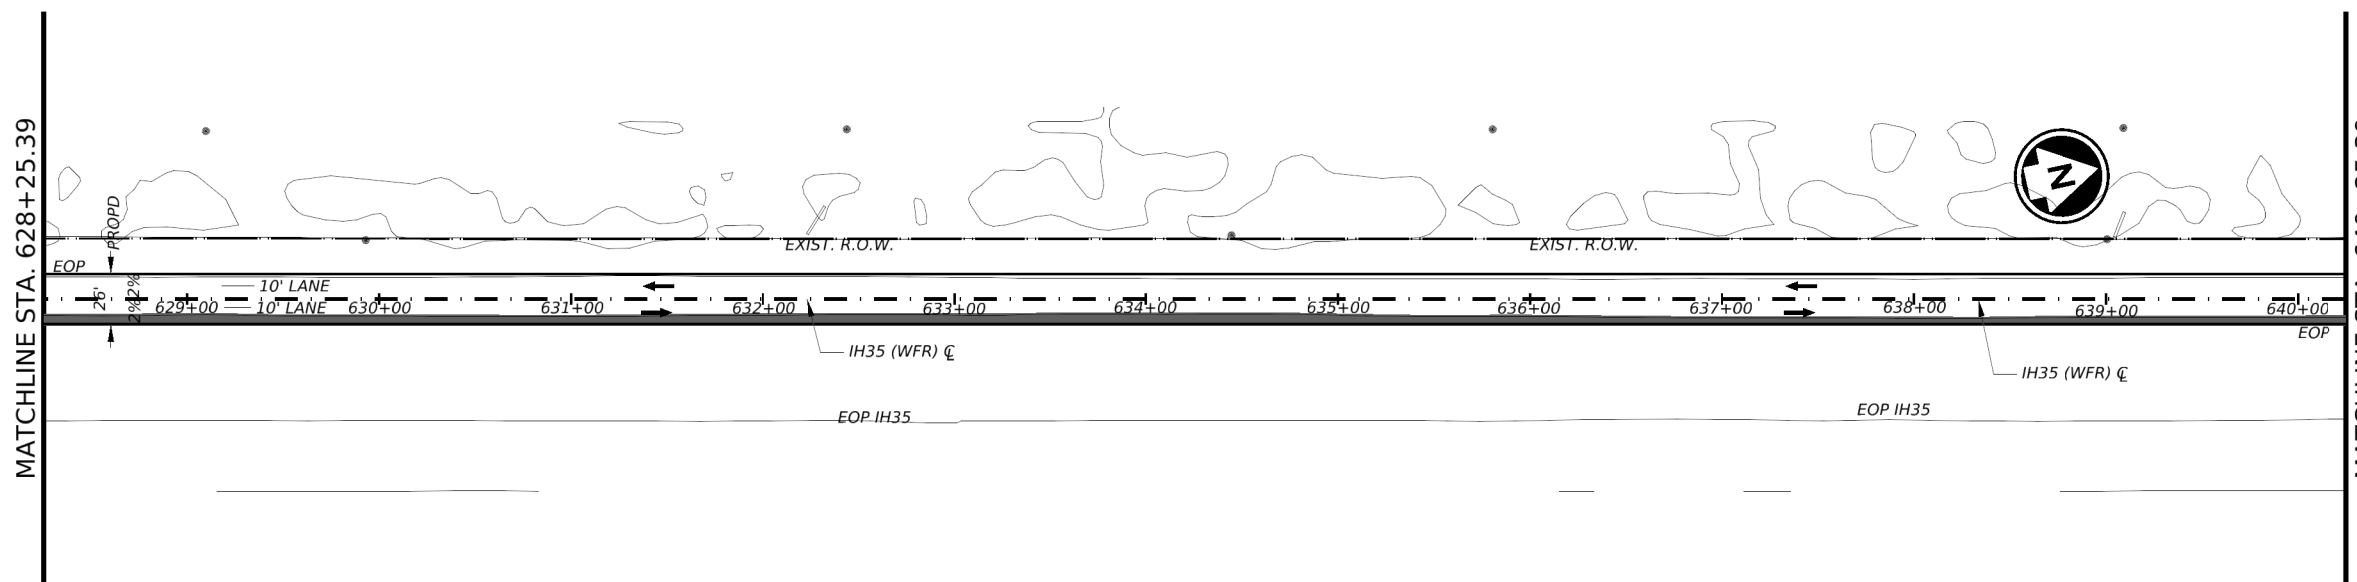 MATCHLINE STA. 628+25.39
PROPD
N
EXIST. R.O.W.
EXIST. R.O.W.
EOP
26'
2%
2%
10' LANE
10' LANE
629+00
630+00
631+00
632+00
633+00
634+00
635+00
636+00
637+00
638+00
639+00
640+00
EOP
IH35 (WFR) ℄
IH35 (WFR) ℄
EOP IH35
EOP IH35